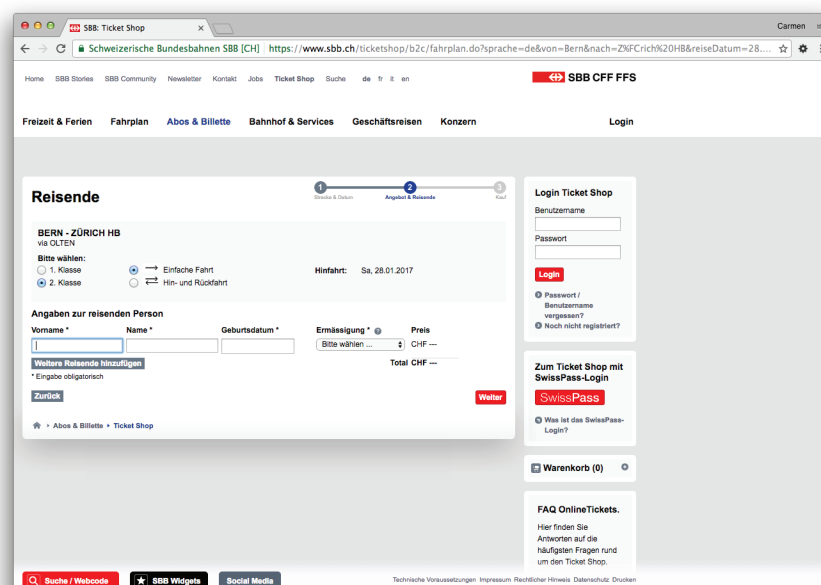 SBB: Ticket Shop
Carmen
Schweizerische Bundesbahnen SBB [CH] https://www.sbb.ch/ticketshop/b2c/fahrplan.do?sprache=de&von=Bern&nach=Z%FCrich%20HB&reiseDatum=28....
Home SBB Stories SBB Community Newsletter Kontakt Jobs Ticket Shop Suche de fr it en
SBB CFF FFS
Freizeit & Ferien Fahrplan Abos & Billette Bahnhof & Services Geschäftsreisen Konzern Login
Reisende
1 2 3
Strecke & Datum Angebot & Reisende Kauf
BERN - ZÜRICH HB
via OLTEN
Bitte wählen:
1. Klasse Einfache Fahrt Hinfahrt: Sa, 28.01.2017
2. Klasse Hin- und Rückfahrt
Angaben zur reisenden Person
Vorname * Name * Geburtsdatum * Ermässigung * Preis
Bitte wählen ... CHF ---
Weitere Reisende hinzufügen Total CHF ---
* Eingabe obligatorisch
Zurück Weiter
Abos & Billette Ticket Shop
Login Ticket Shop
Benutzername
Passwort
Login
Passwort /
Benutzername
vergessen?
Noch nicht registriert?
Zum Ticket Shop mit
SwissPass-Login
SwissPass
Was ist das SwissPass-
Login?
Warenkorb (0)
FAQ OnlineTickets.
Hier finden Sie
Antworten auf die
häufigsten Fragen rund
um den Ticket Shop.
Suche / Webcode SBB Widgets Social Media
Technische Voraussetzungen Impressum Rechtlicher Hinweis Datenschutz Drucken